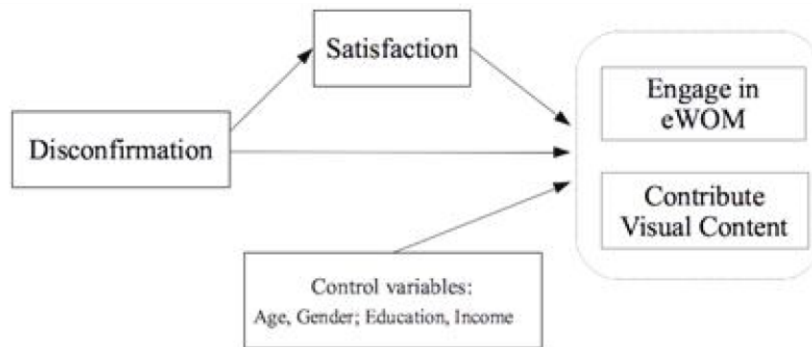 Satisfaction
Disconfirmation
Engage in
eWOM
Contribute
Visual Content
Control variables:
Age, Gender; Education, Income